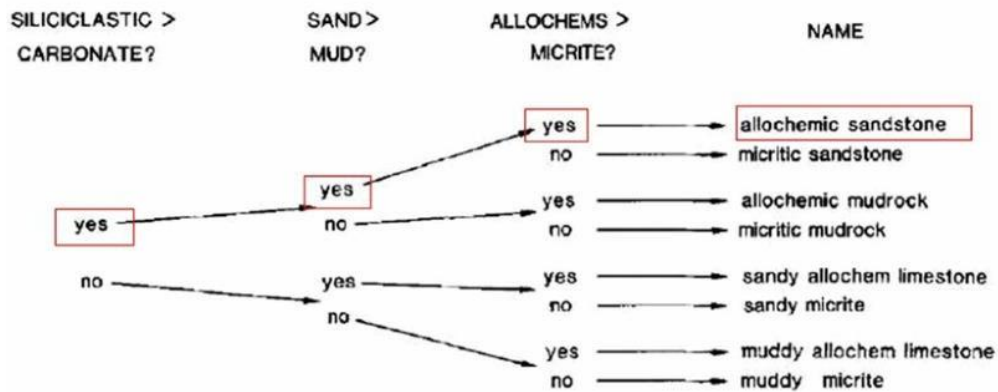 SILICICLASTIC > SAND> ALLOCHEMS > NAME
CARBONATE? MUD? MICRITE?
yes allochemic sandstone
no micritic sandstone
yes
yes allochemic mudrock
yes no
no micritic mudrock
no yes yes sandy allochem limestone
no no sandy micrite
yes muddy allochem limestone
no muddy micrite